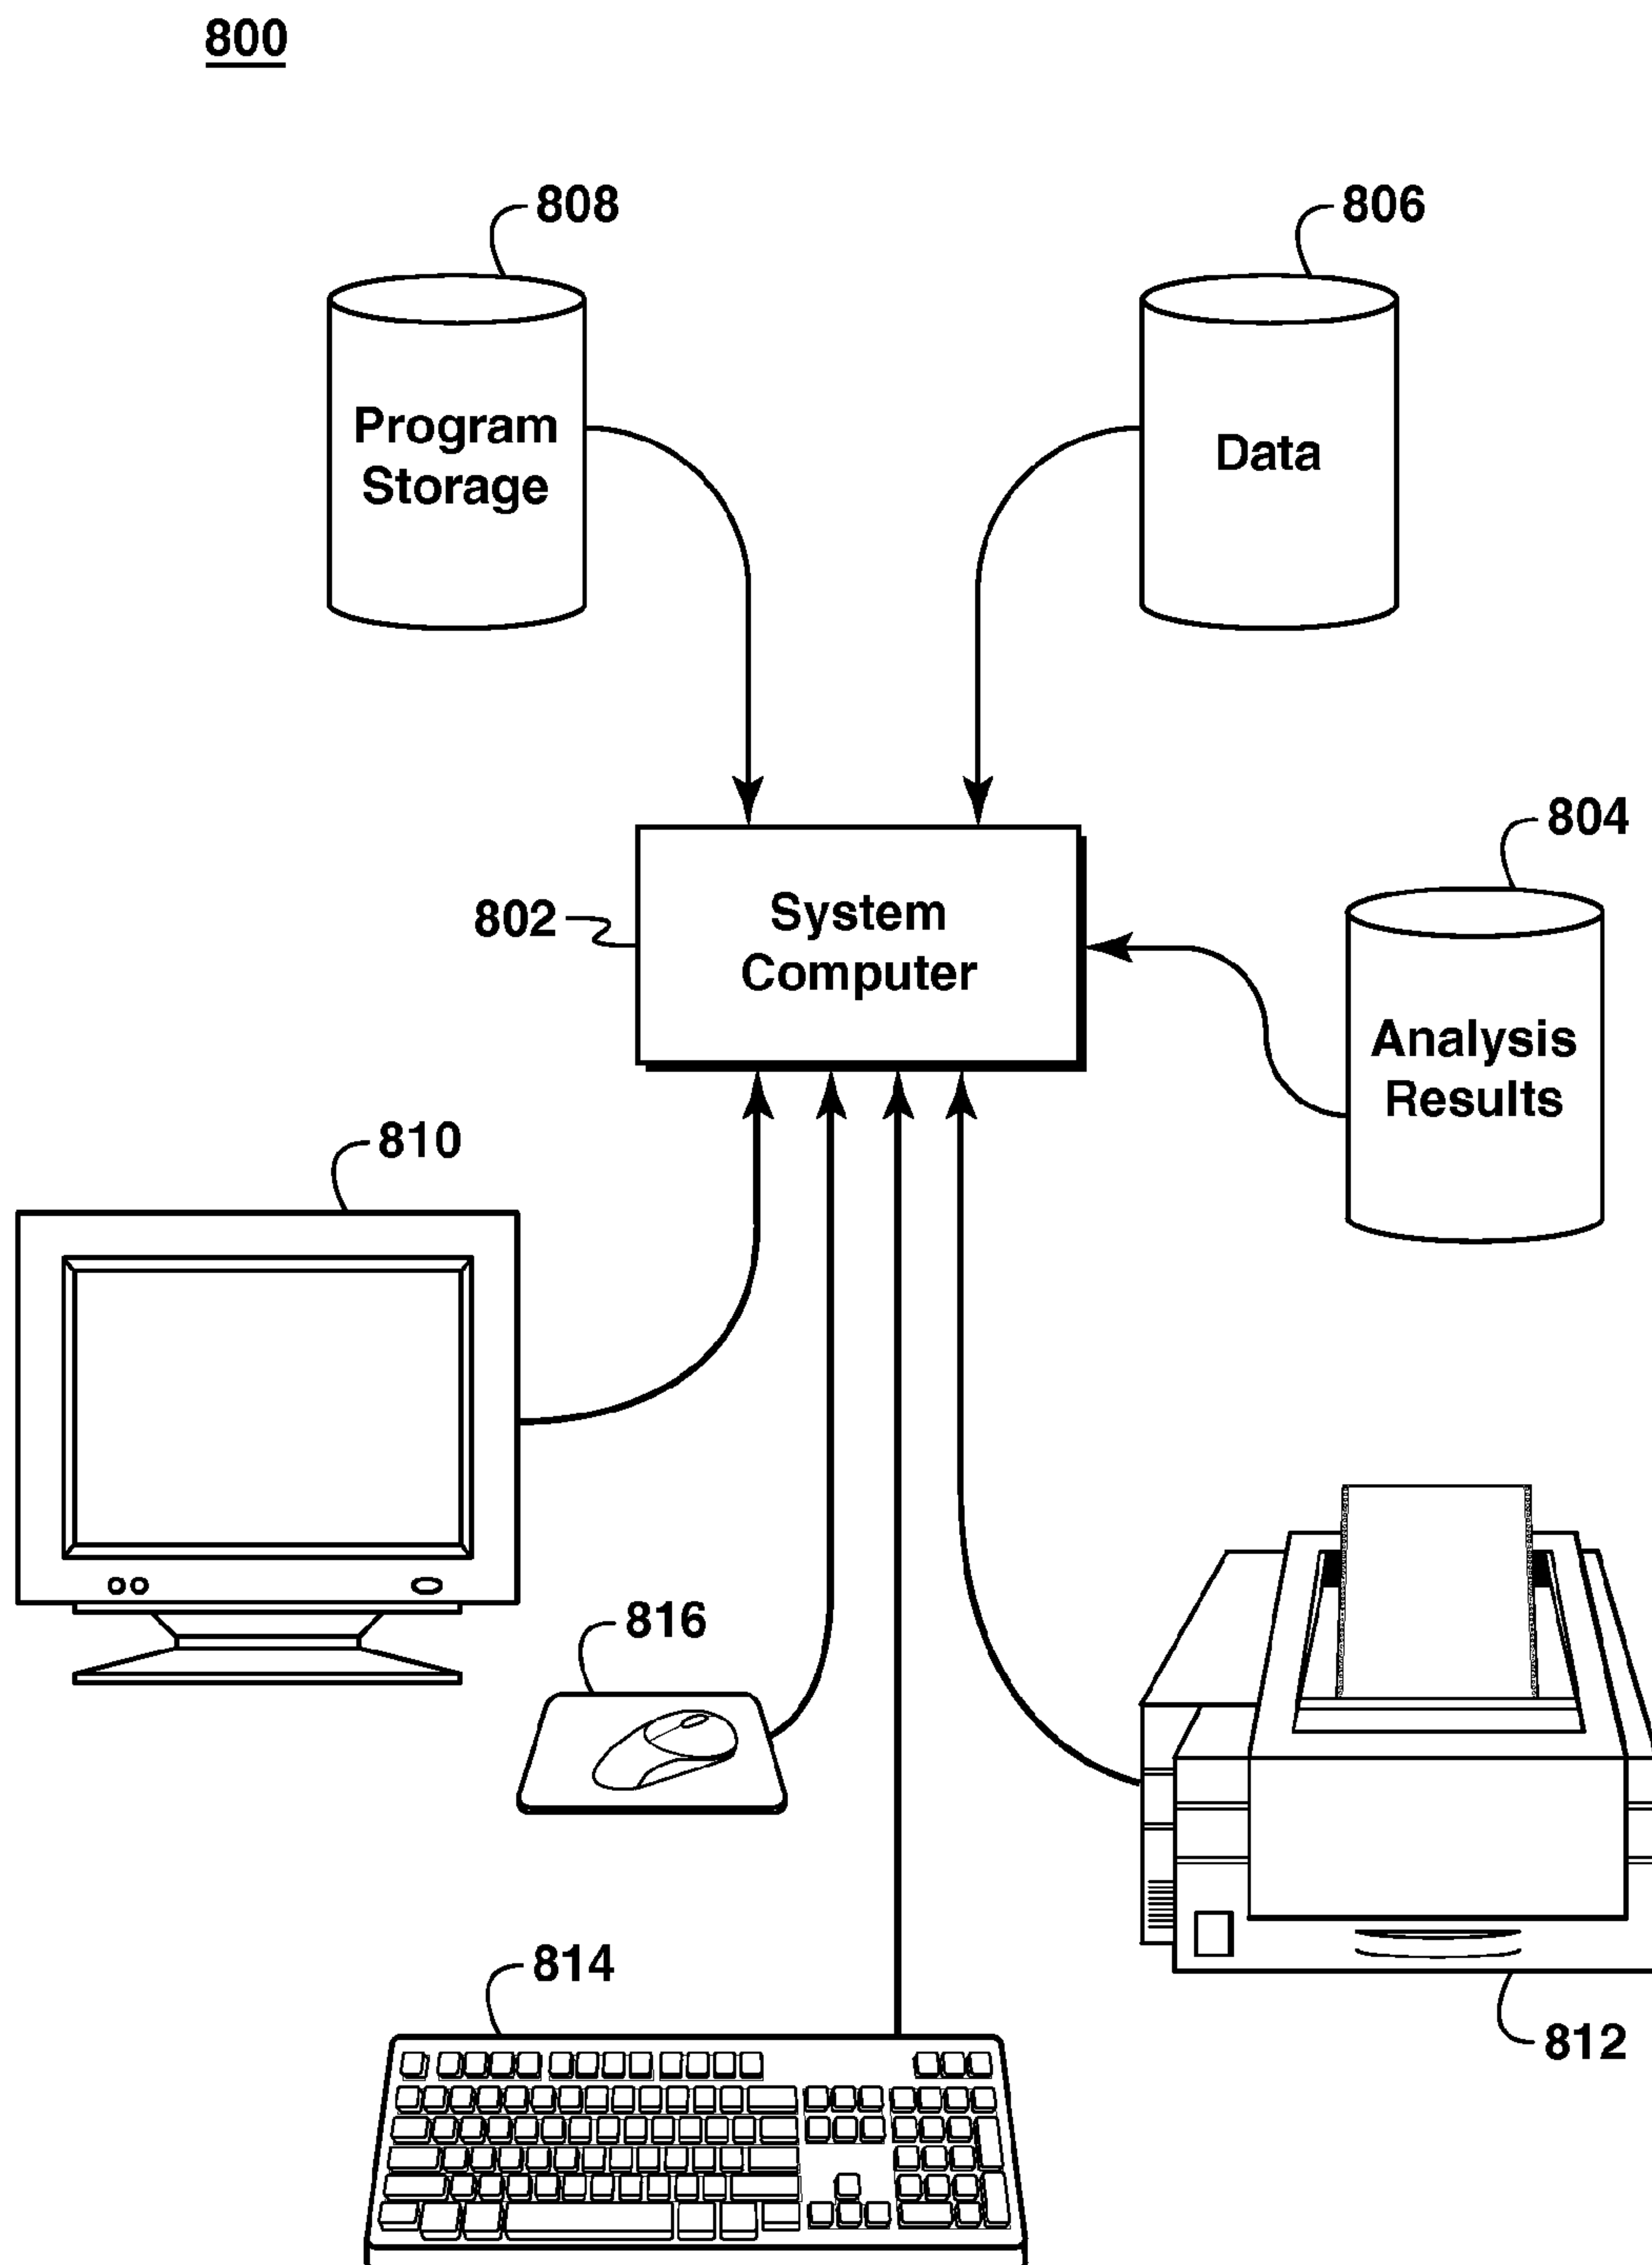 800
808
806
Program
Storage
Data
804
802
System
Computer
Analysis
Results
810
816
814
812